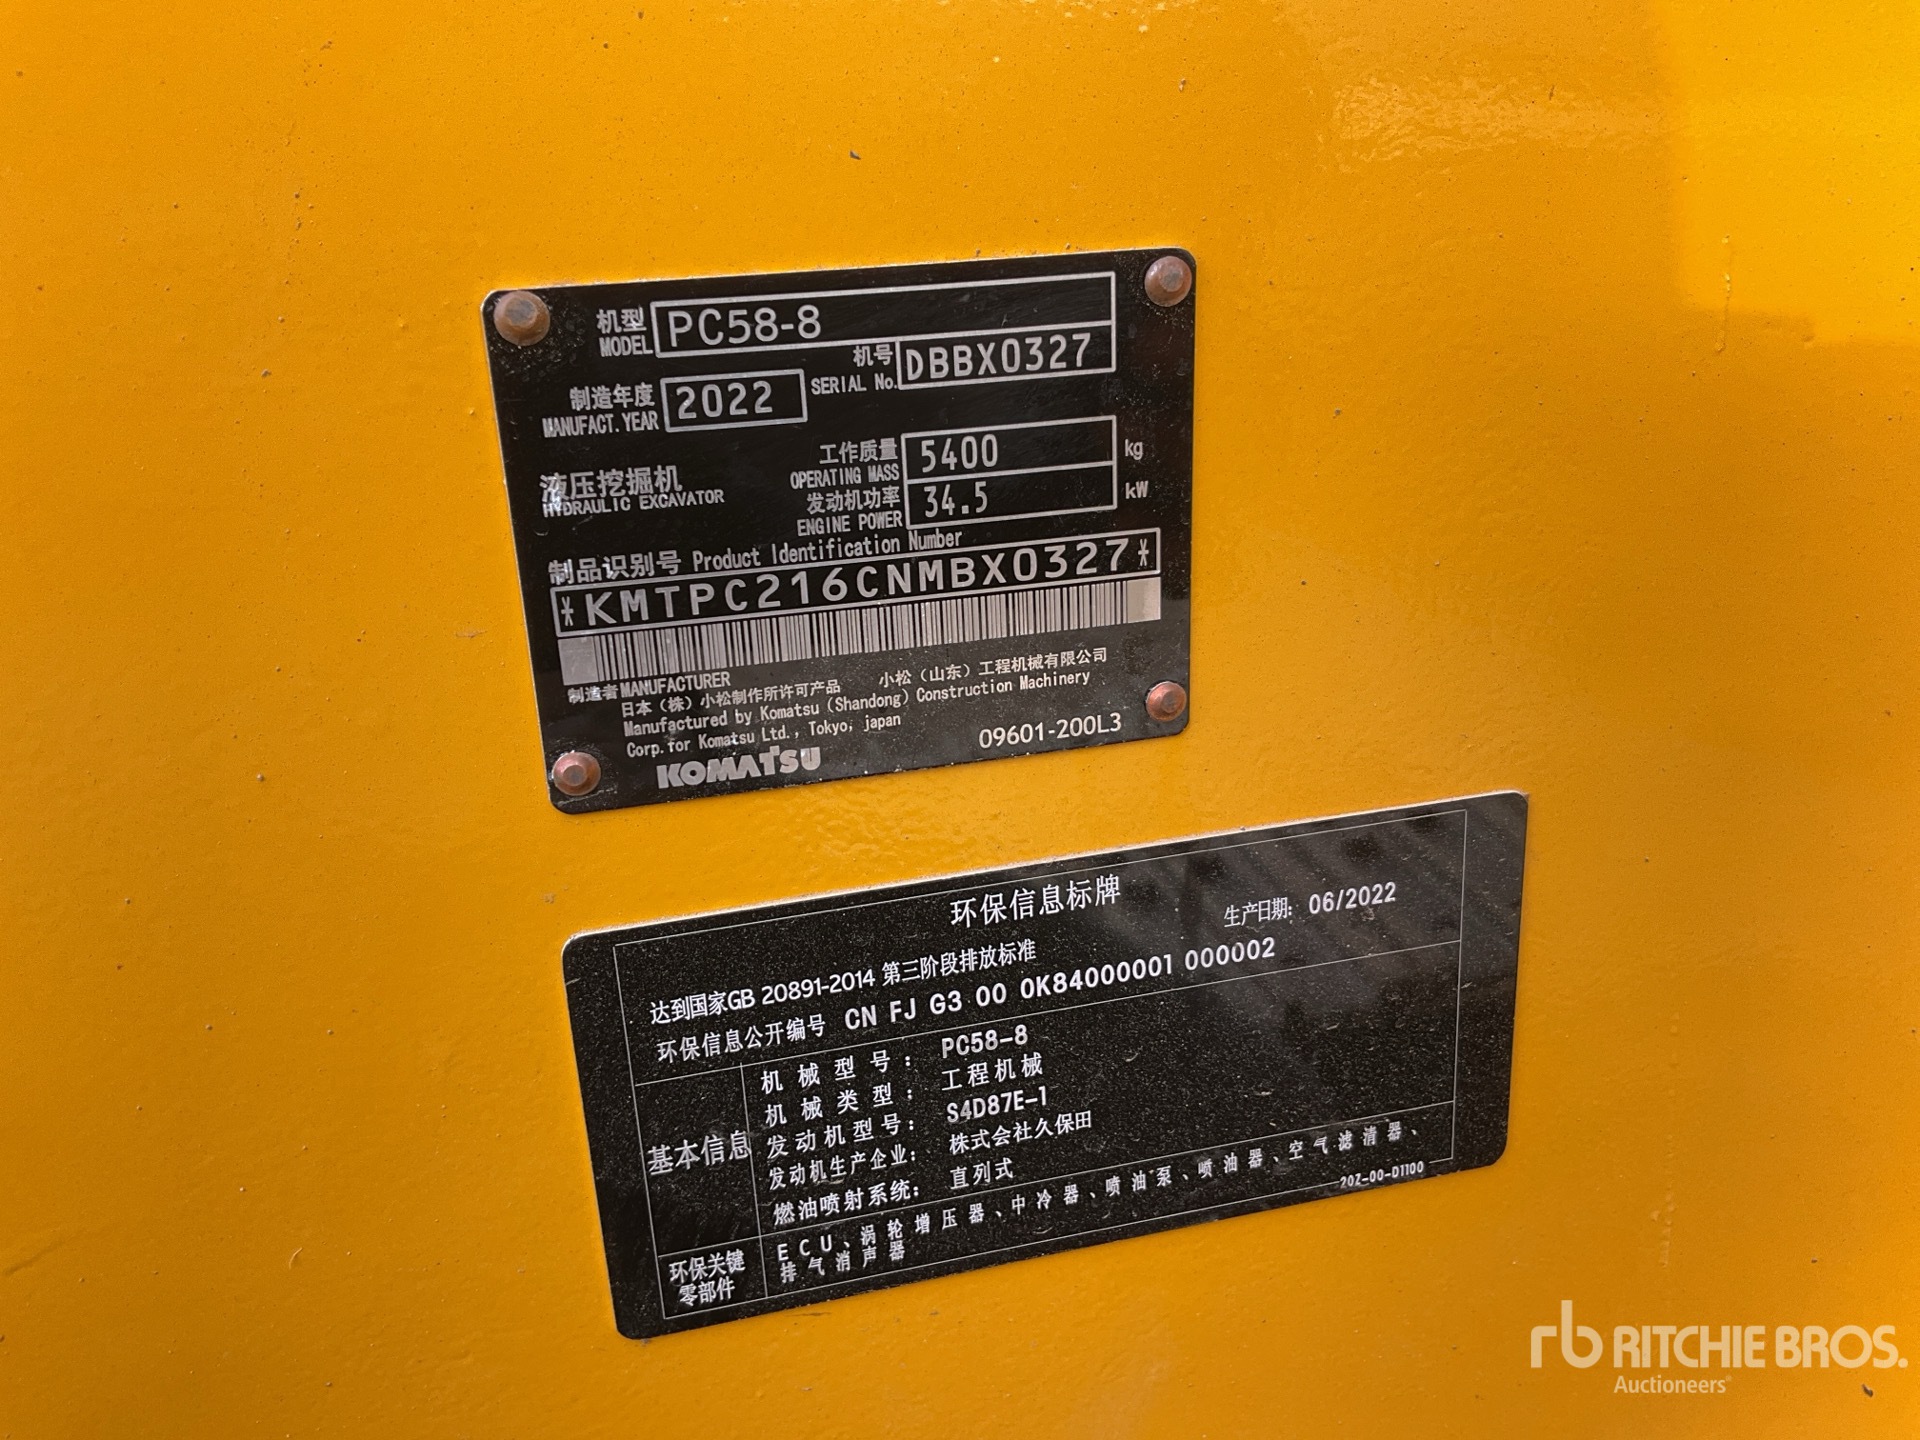 机型 MODEL PC58-8
机号 SERIAL No. DBBX0327
制造年度 MANUFACT.YEAR 2022
工作质量 OPERATING MASS 5400 kg
液压挖掘机 HYDRAULIC EXCAVATOR
发动机功率 ENGINE POWER 34.5 kW
制品识别号 Product Identification Number
*KMTPC216CNMBX0327*
制造者 MANUFACTURER 小松（山东）工程机械有限公司
日本（株）小松制作所许可产品
Manufactured by Komatsu (Shandong) Construction Machinery
Corp.for Komatsu Ltd., Tokyo, japan
KOMATSU 09601-200L3
环保信息标牌
生产日期: 06/2022
达到国家GB 20891-2014 第三阶段排放标准
环保信息公开编号 CN FJ G3 00 0K84000001 000002
基本信息
机械型号: PC58-8
机械类型: 工程机械
发动机型号: S4D87E-1
发动机生产企业: 株式会社久保田
燃油喷射系统: 直列式
环保关键
零部件
ECU、涡轮增压器、中冷器、喷油泵、喷油器、空气滤清器、
排气消声器
20Z-00-D1100
rb RITCHIE BROS.
Auctioneers®